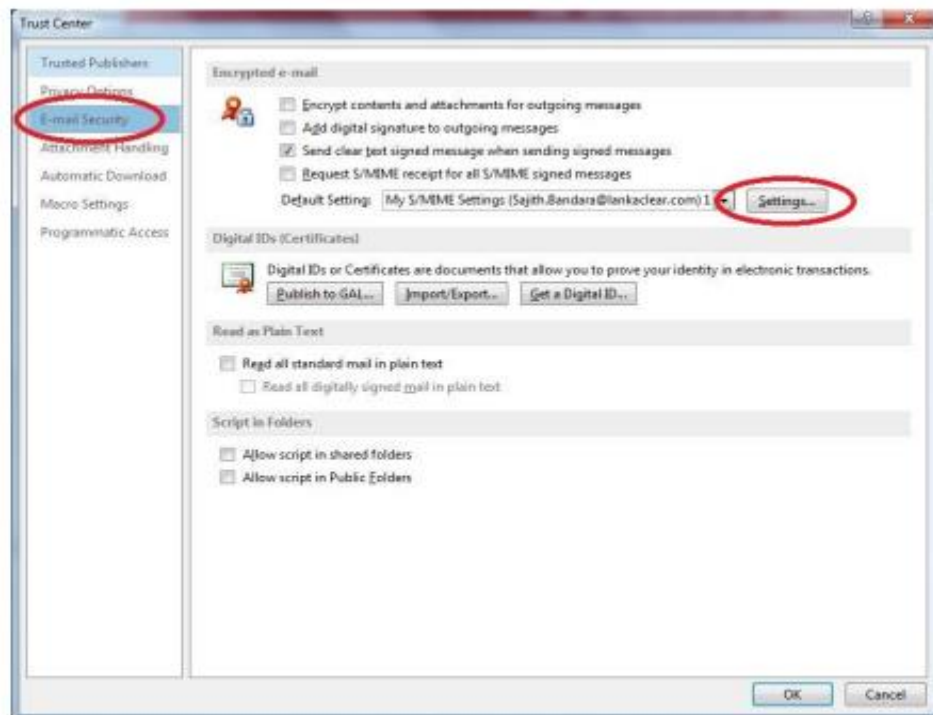 Trust Center
Trusted Publishers
Privacy Options
E-mail Security
Attachment Handling
Automatic Download
Macro Settings
Programmatic Access
Encrypted e-mail
Encrypt contents and attachments for outgoing messages
Add digital signature to outgoing messages
Send clear text signed message when sending signed messages
Request S/MIME receipt for all S/MIME signed messages
Default Setting: My S/MIME Settings (Sajith.Bandara@lankaclear.com) 1 Settings...
Digital IDs (Certificates)
Digital IDs or Certificates are documents that allow you to prove your identity in electronic transactions.
Publish to GAL... Import/Export... Get a Digital ID...
Read as Plain Text
Read all standard mail in plain text
Read all digitally signed mail in plain text
Script in Folders
Allow script in shared folders
Allow script in Public Folders
OK Cancel